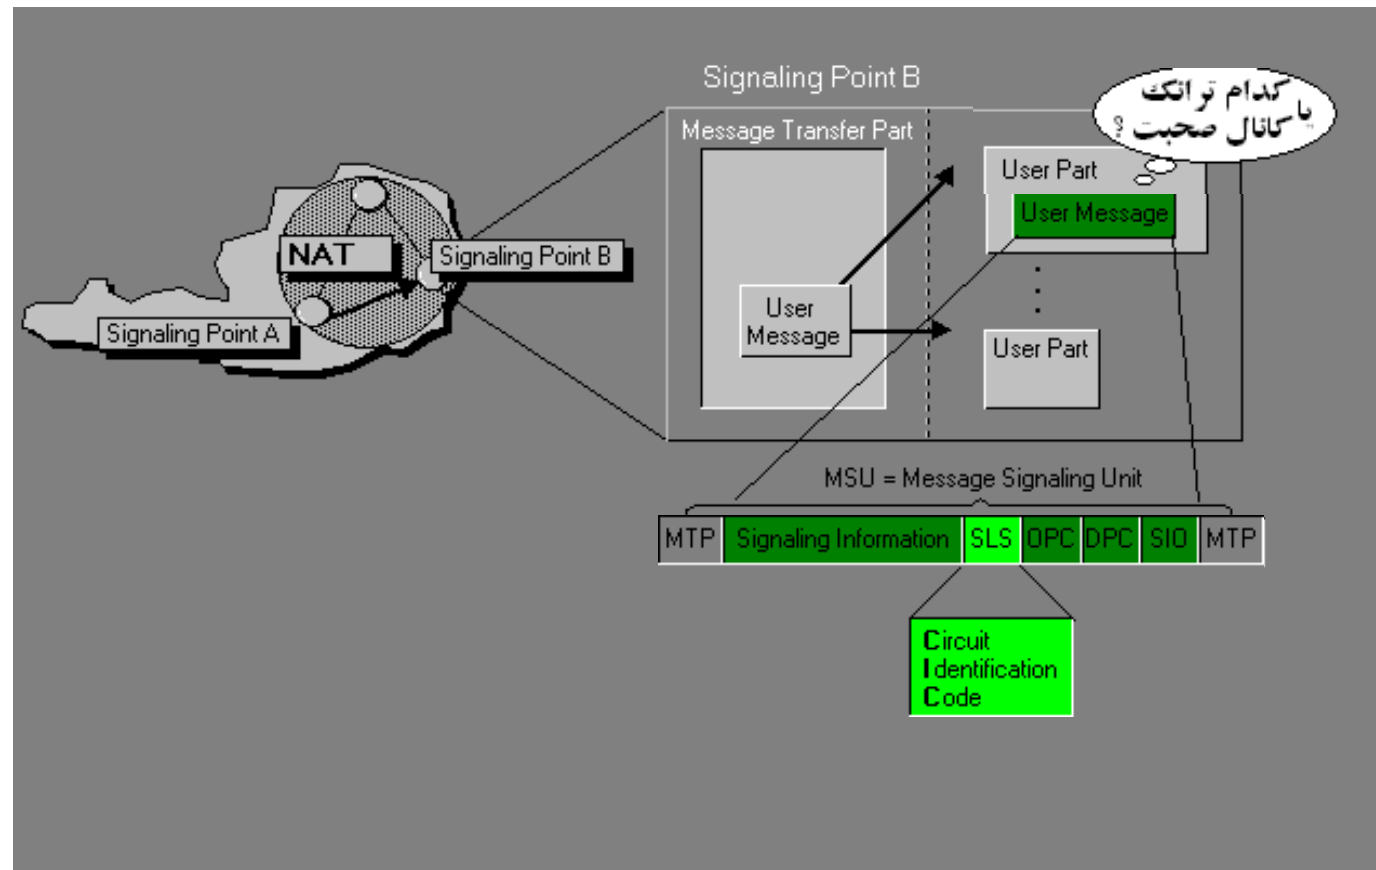 Signaling Point B
کدام ترانک
یا کانال صحبت ؟
Message Transfer Part
User Part
User Message
NAT
Signaling Point B
User
Message
Signaling Point A
User Part
MSU = Message Signaling Unit
MTP Signaling Information SLS OPC DPC SIO MTP
Circuit
Identification
Code